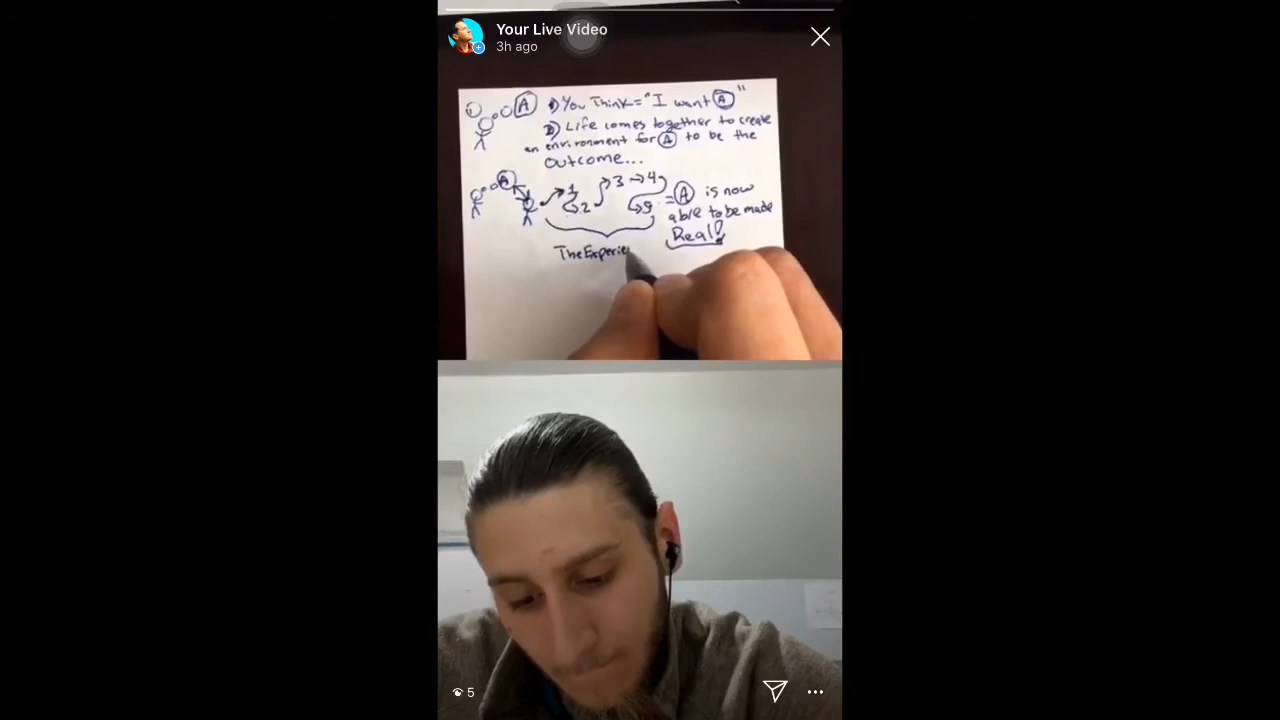 Your Live Video
3h ago
A 1) You Think = "I want A"
2) Life comes together to create
an environment for A to be the
outcome...
A 1 2 3 → 4 5 = A is now
able to be made
Real!
The Experie
5